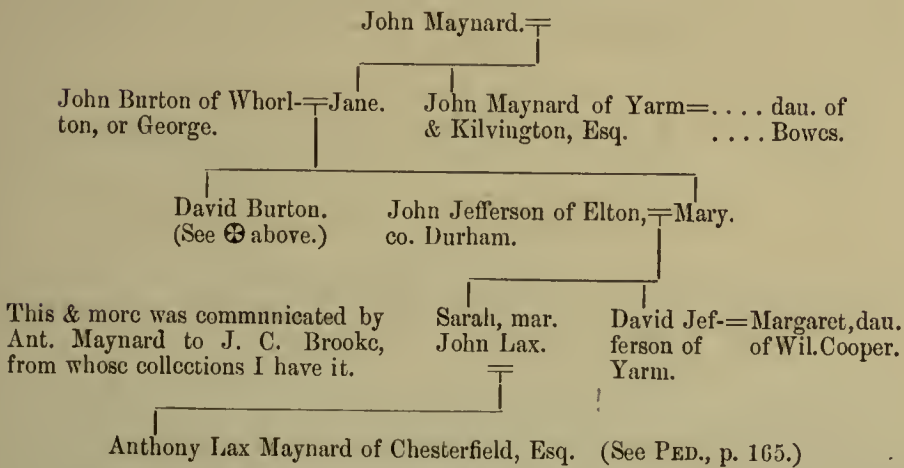 John Maynard.
John Burton of Whorl-=Jane.
ton, or George.
John Maynard of Yarm=.... dau. of
& Kilvington, Esq. .... Bowes.
David Burton.
(See ✠ above.)
John Jefferson of Elton,=Mary.
co. Durham.
This & more was communicated by
Ant. Maynard to J. C. Brooke,
from whose collections I have it.
Sarah, mar.
John Lax.
David Jef-=Margaret, dau.
ferson of of Wil. Cooper.
Yarm.
Anthony Lax Maynard of Chesterfield, Esq. (See PED., p. 165.)